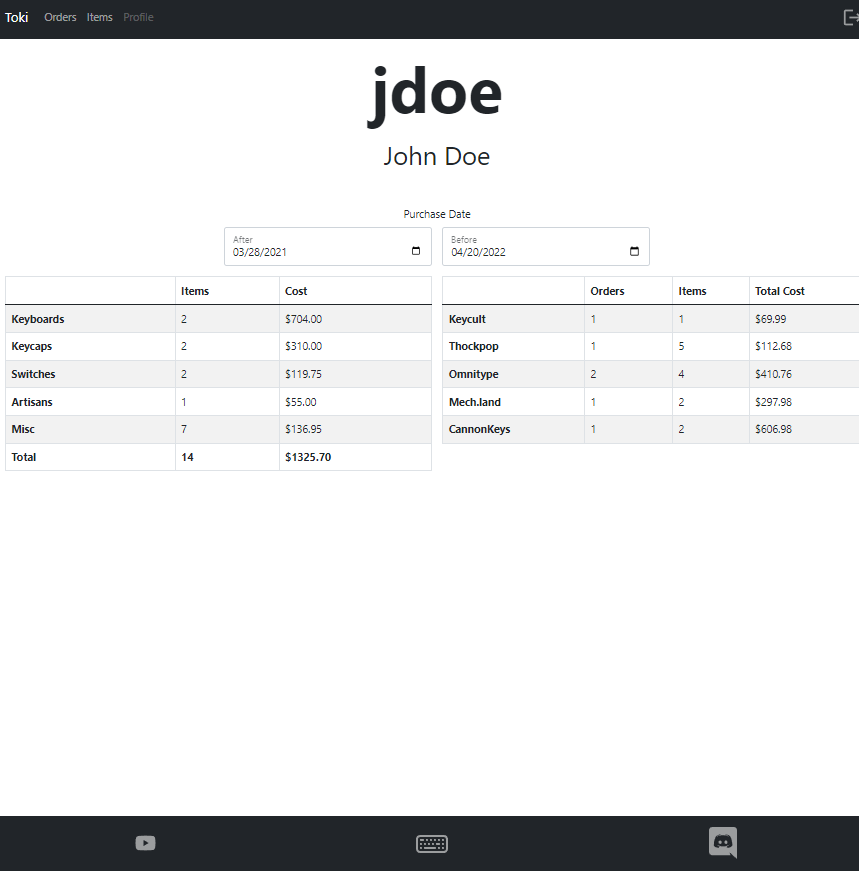 Toki Orders Items Profile
jdoe
John Doe
Purchase Date
After
03/28/2021
Before
04/20/2022
Items Cost
Keyboards 2 $704.00
Keycaps 2 $310.00
Switches 2 $119.75
Artisans 1 $55.00
Misc 7 $136.95
Total 14 $1325.70
Orders Items Total Cost
Keycult 1 1 $69.99
Thockpop 1 5 $112.68
Omnitype 2 4 $410.76
Mech.land 1 2 $297.98
CannonKeys 1 2 $606.98